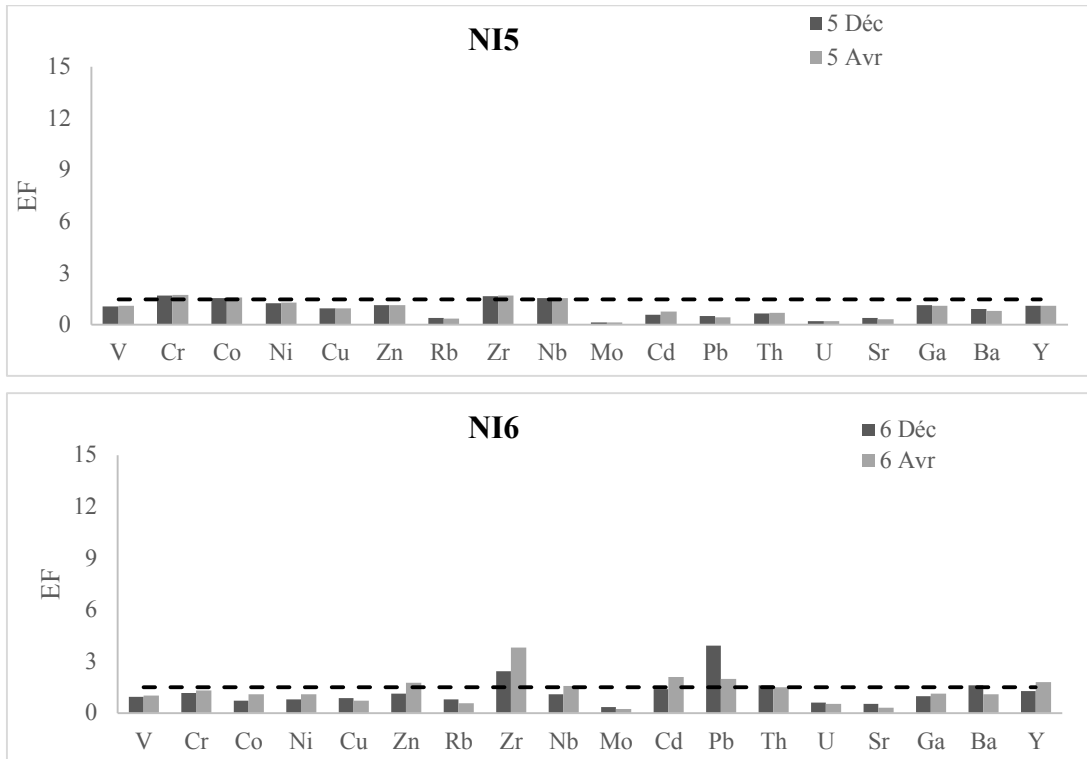 NI5
5 Déc
5 Avr
15
12
9
6
3
0
EF
V Cr Co Ni Cu Zn Rb Zr Nb Mo Cd Pb Th U Sr Ga Ba Y
NI6
6 Déc
6 Avr
15
12
9
6
3
0
EF
V Cr Co Ni Cu Zn Rb Zr Nb Mo Cd Pb Th U Sr Ga Ba Y